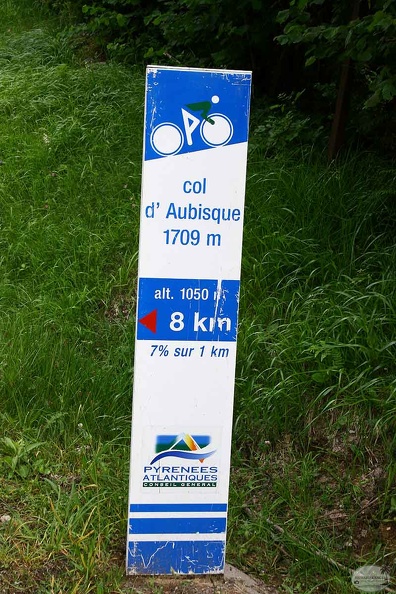 col
d' Aubisque
1709 m
alt. 1050 m
8 km
7% sur 1 km
PYRENEES
ATLANTIQUES
CONSEIL GENERAL